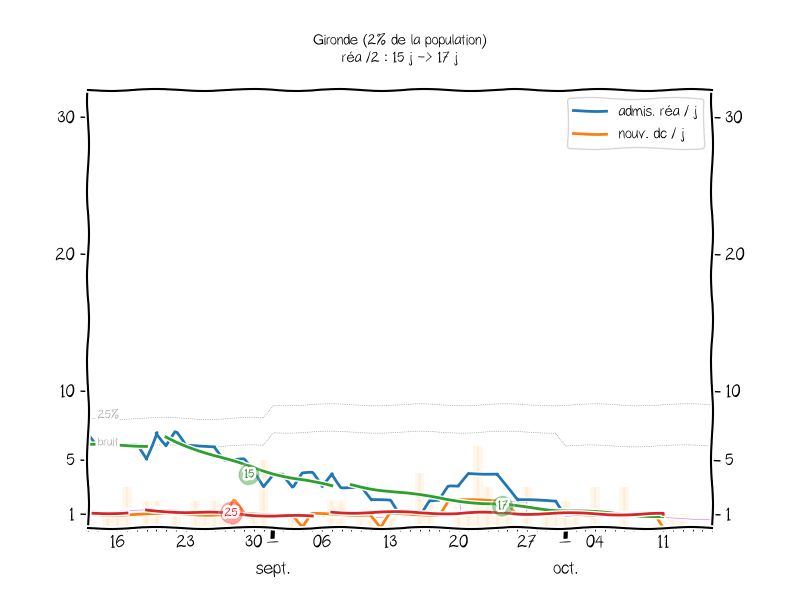 Gironde (2% de la population)
réa /2 : 15 j -> 17 j
admis. réa / j
nouv. dc / j
30
30
20
20
10
10
25%
bruit
5
5
15
17
25
1
1
16 23 30 06 13 20 27 04 11
sept. oct.